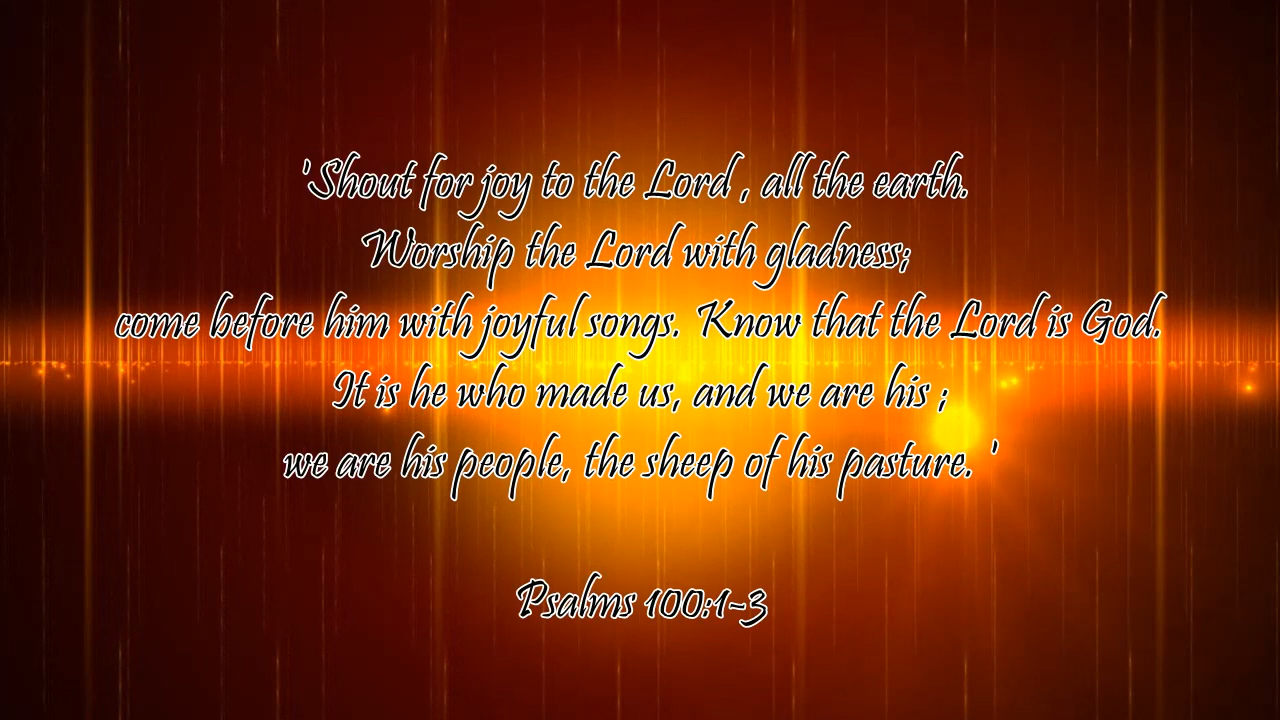 'Shout for joy to the Lord , all the earth.
Worship the Lord with gladness;
come before him with joyful songs. Know that the Lord is God.
It is he who made us, and we are his ;
we are his people, the sheep of his pasture. '
Psalms 100:1-3